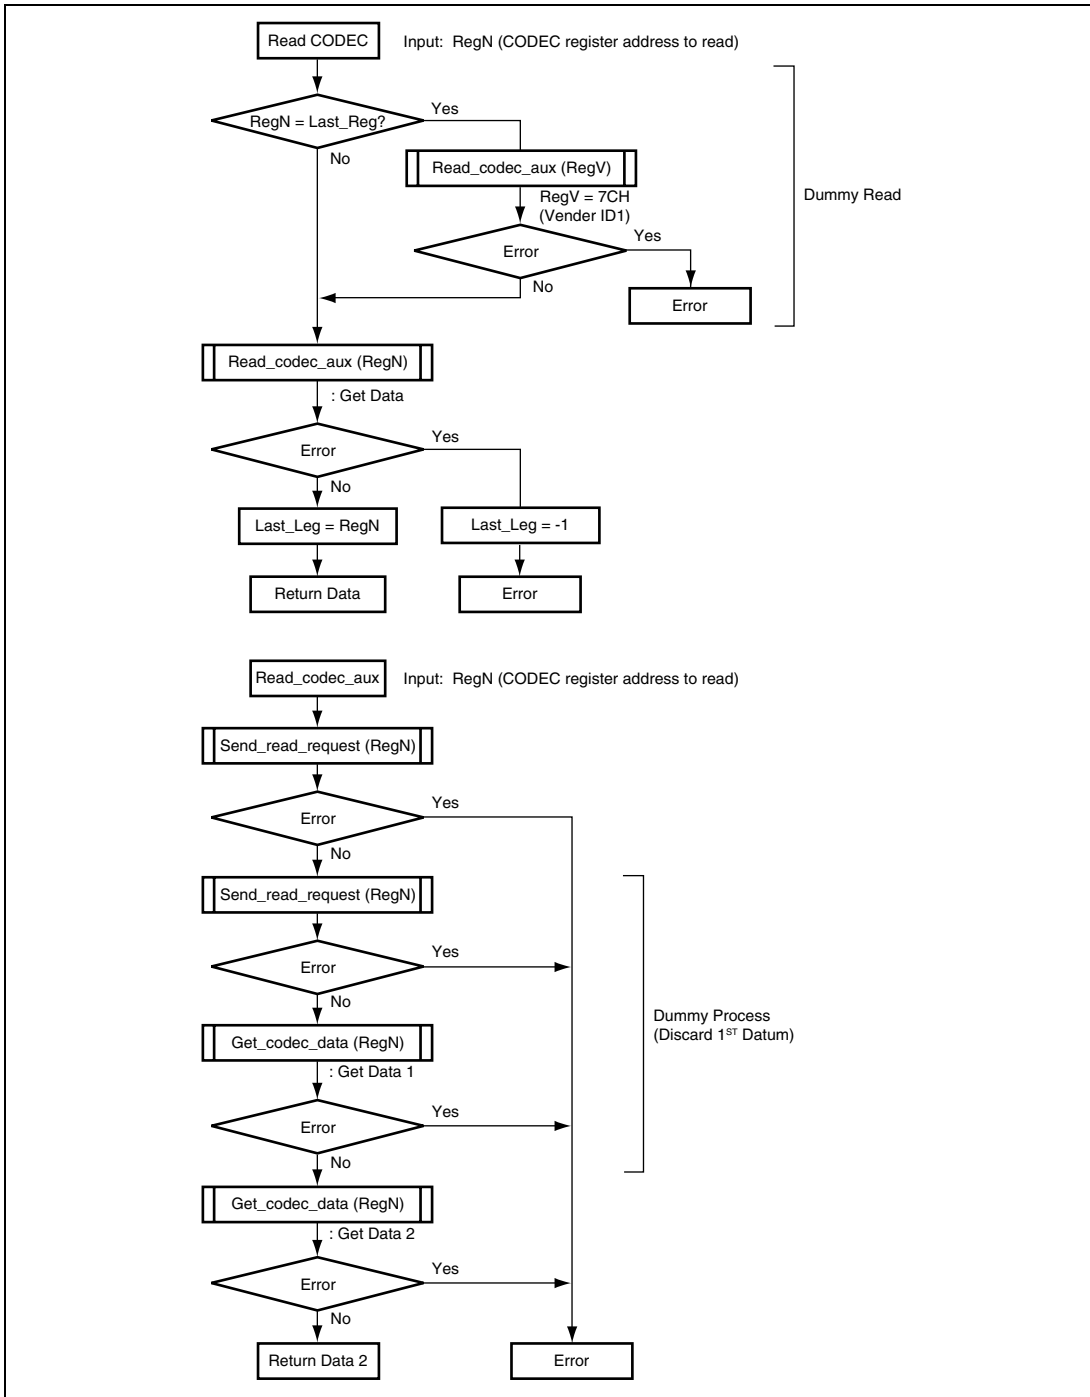 Read CODEC
Input: RegN (CODEC register address to read)
RegN = Last_Reg?
Yes
No
Read_codec_aux (RegV)
RegV = 7CH
(Vender ID1)
Dummy Read
Error
Yes
No
Error
Read_codec_aux (RegN)
: Get Data
Error
Yes
No
Last_Leg = RegN
Last_Leg = -1
Return Data
Error
Read_codec_aux
Input: RegN (CODEC register address to read)
Send_read_request (RegN)
Error
Yes
No
Send_read_request (RegN)
Error
Yes
No
Dummy Process
(Discard 1ST Datum)
Get_codec_data (RegN)
: Get Data 1
Error
Yes
No
Get_codec_data (RegN)
: Get Data 2
Error
Yes
No
Return Data 2
Error